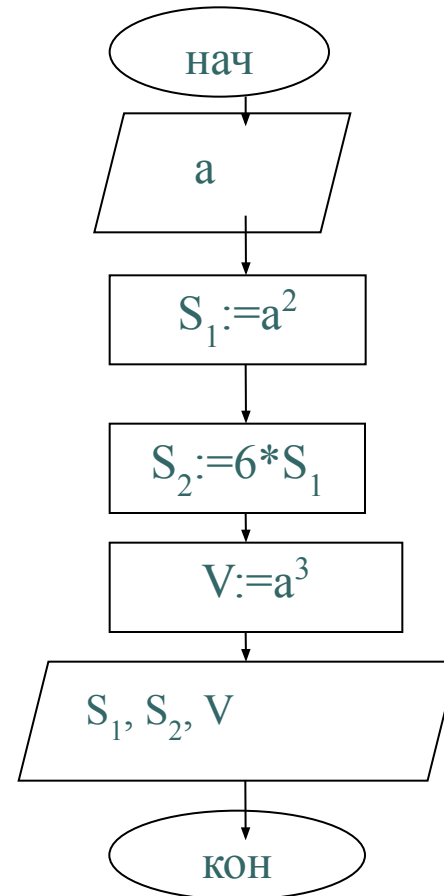 нач
а
S₁:=a²
S₂:=6*S₁
V:=a³
S₁, S₂, V
кон